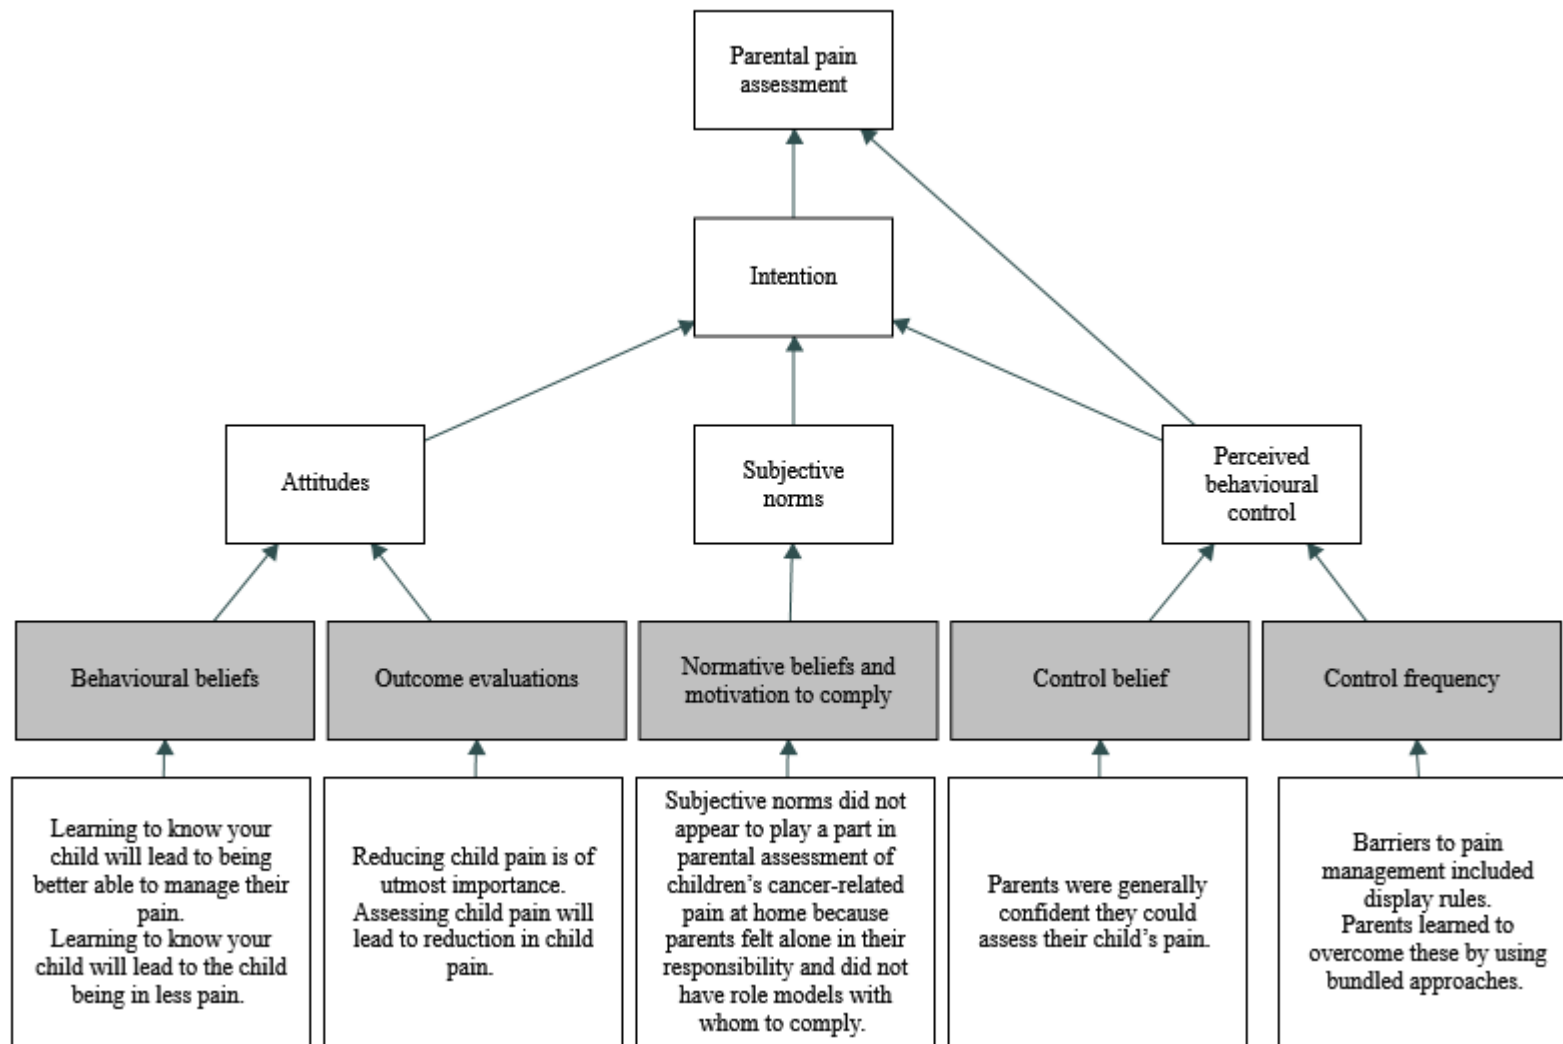 Parental pain
assessment
Intention
Attitudes
Subjective
norms
Perceived
behavioural
control
Behavioural beliefs
Outcome evaluations
Normative beliefs and
motivation to comply
Control belief
Control frequency
Learning to know your
child will lead to being
better able to manage their
pain.
Learning to know your
child will lead to the child
being in less pain.
Reducing child pain is of
utmost importance.
Assessing child pain will
lead to reduction in child
pain.
Subjective norms did not
appear to play a part in
parental assessment of
children’s cancer-related
pain at home because
parents felt alone in their
responsibility and did not
have role models with
whom to comply.
Parents were generally
confident they could
assess their child’s pain.
Barriers to pain
management included
display rules.
Parents learned to
overcome these by using
bundled approaches.